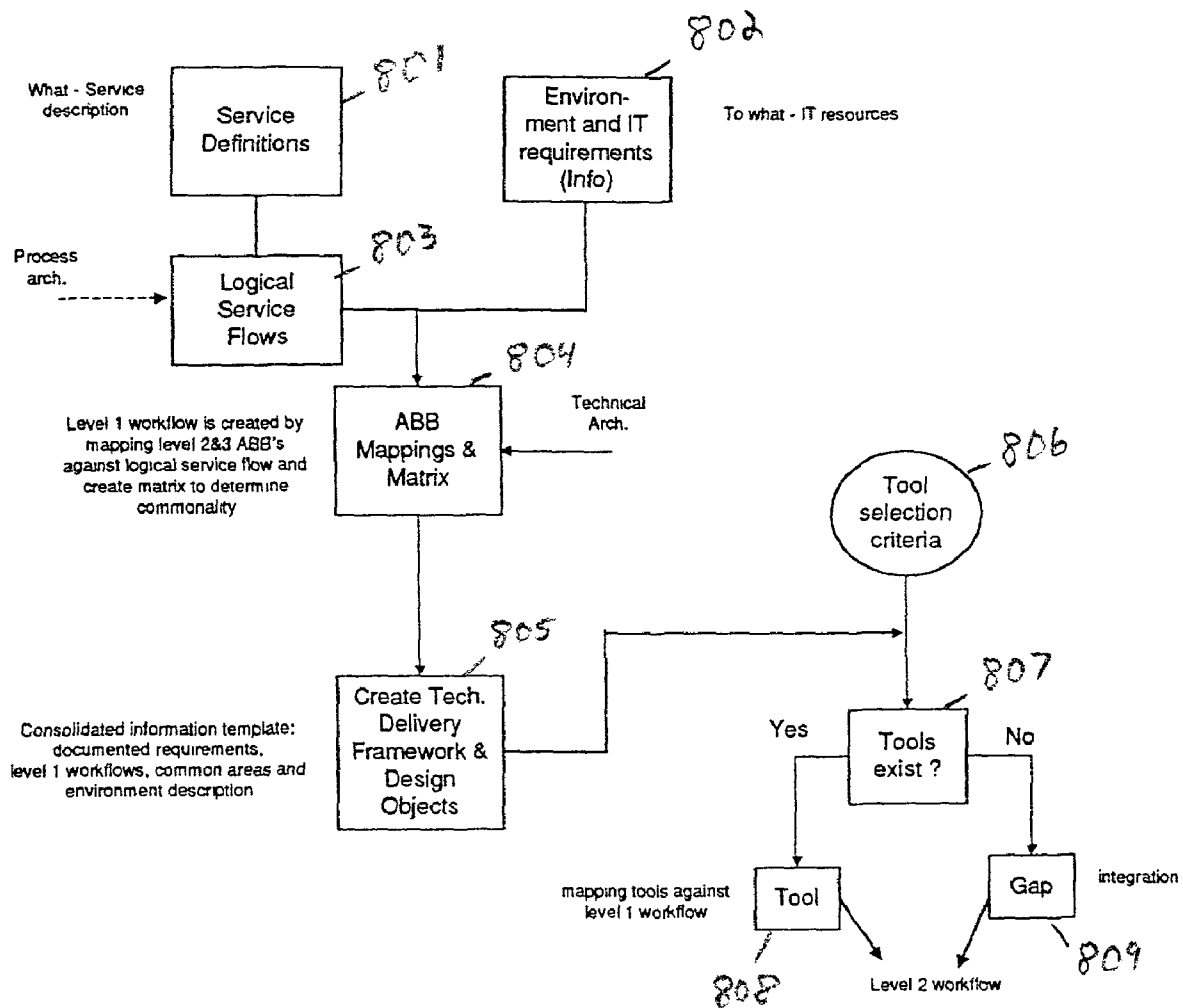 What - Service
description
Service
Definitions
801
Environ-
ment and IT
requirements
(Info)
802
To what - IT resources
Process
arch.
Logical
Service
Flows
803
Level 1 workflow is created by
mapping level 2&3 ABB's
against logical service flow and
create matrix to determine
commonality
ABB
Mappings &
Matrix
804
Technical
Arch.
Tool
selection
criteria
806
Consolidated information template:
documented requirements,
level 1 workflows, common areas and
environment description
Create Tech.
Delivery
Framework &
Design
Objects
805
Yes
Tools
exist ?
No
807
mapping tools against
level 1 workflow
Tool
808
Gap
integration
809
Level 2 workflow